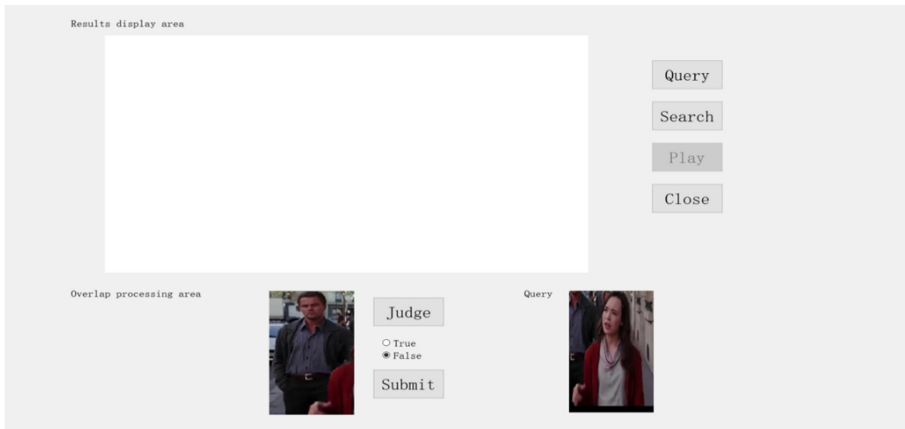 Results display area
Query
Search
Play
Close
Overlap processing area
Judge
True
False
Submit
Query